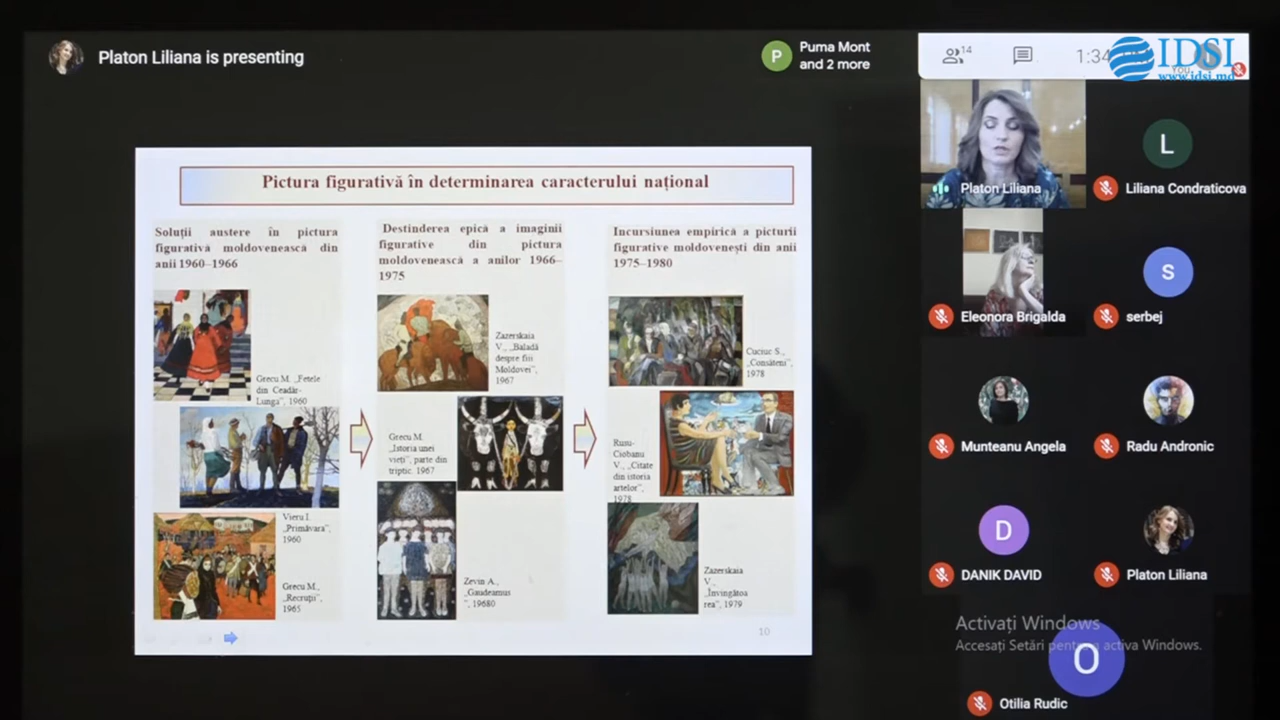 Platon Liliana is presenting
P
Puma Mont
and 2 more
14
1:34
IDSI
www.idsi.md
Platon Liliana
L
Liliana Condraticova
Eleonora Brigalda
S
serbej
Munteanu Angela
Radu Andronic
D
DANIK DAVID
Platon Liliana
Activați Windows
Accesați Setări pentru a activa Windows.
O
Otilia Rudic
Pictura figurativă în determinarea caracterului național
Soluții austere în pictura
figurativă moldovenească din
anii 1960–1966
Grecu M. „Fetele
din Ceadâr-
Lunga”, 1960
Vieru I.
„Primăvara”,
1960
Grecu M.,
„Recruții”,
1965
Destinderea epică a imaginii
figurative din pictura
moldovenească a anilor 1966–
1975
Zazerskaia
V., „Baladă
despre fiii
Moldovei”,
1967
Grecu M.
„Istoria unei
vieți”, parte din
triptic. 1967
Zevin A.,
„Gaudeamus
”, 19680
Incursiunea empirică a picturii
figurative moldovenești din anii
1975–1980
Cuciuc S.,
„Consăteni”,
1978
Rusu-
Ciobanu
V., „Citate
din istoria
artelor”,
1978
Zazerskaia
V.,
„Învingătoa
rea”, 1979
10